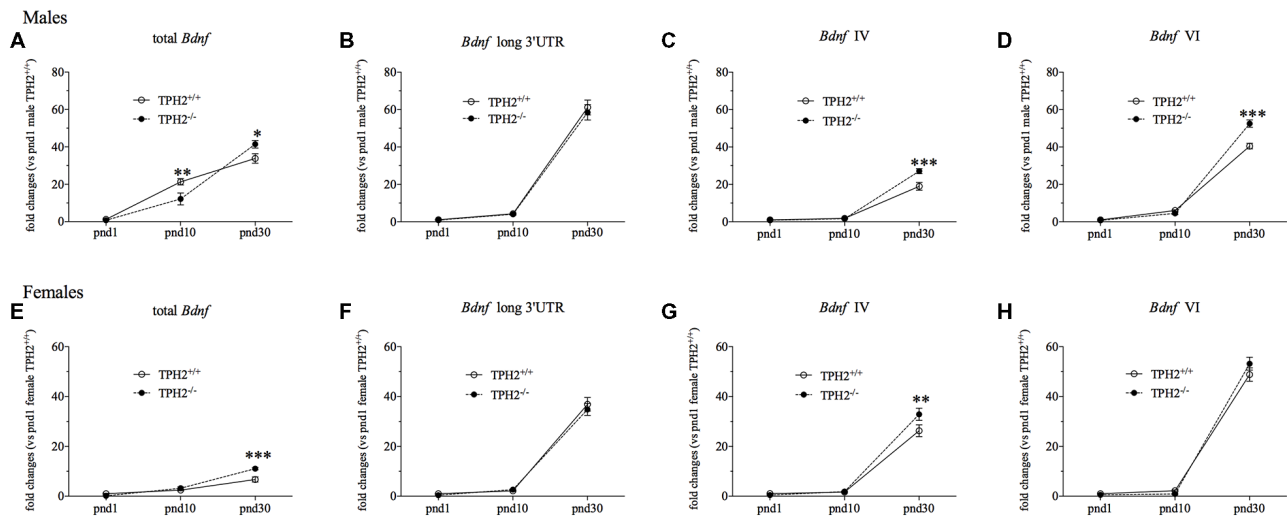 Males
A
total Bdnf
fold changes (vs pnd1 male TPH2+/+)
80
60
40
20
0
TPH2+/+
TPH2-/-
**
*
pnd1 pnd10 pnd30
B
Bdnf long 3'UTR
fold changes (vs pnd1 male TPH2+/+)
80
60
40
20
0
TPH2+/+
TPH2-/-
pnd1 pnd10 pnd30
C
Bdnf IV
fold changes (vs pnd1 male TPH2+/+)
80
60
40
20
0
TPH2+/+
TPH2-/-
***
pnd1 pnd10 pnd30
D
Bdnf VI
fold changes (vs pnd1 male TPH2+/+)
80
60
40
20
0
TPH2+/+
TPH2-/-
***
pnd1 pnd10 pnd30
Females
E
total Bdnf
fold changes (vs pnd1 female TPH2+/+)
60
40
20
0
TPH2+/+
TPH2-/-
***
pnd1 pnd10 pnd30
F
Bdnf long 3'UTR
fold changes (vs pnd1 female TPH2+/+)
60
40
20
0
TPH2+/+
TPH2-/-
pnd1 pnd10 pnd30
G
Bdnf IV
fold changes (vs pnd1 female TPH2+/+)
60
40
20
0
TPH2+/+
TPH2-/-
**
pnd1 pnd10 pnd30
H
Bdnf VI
fold changes (vs pnd1 female TPH2+/+)
60
40
20
0
TPH2+/+
TPH2-/-
pnd1 pnd10 pnd30